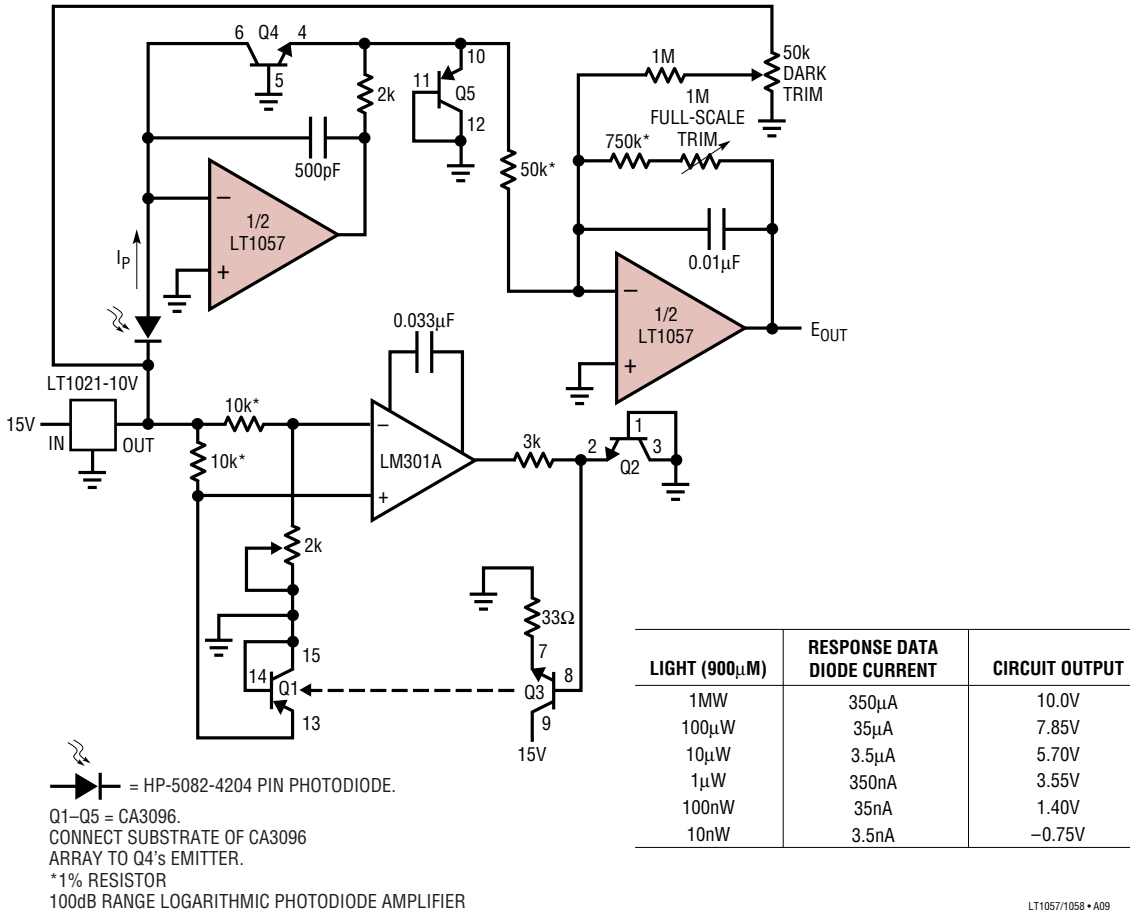 6
Q4
4
5
10
11
Q5
12
2k
500pF
50k*
1M
50k
DARK
TRIM
1M
FULL-SCALE
TRIM
750k*
0.01µF
–
1/2
LT1057
+
–
1/2
LT1057
+
EOUT
IP
LT1021-10V
15V
IN
OUT
10k*
10k*
0.033µF
–
LM301A
+
3k
2
1
3
Q2
2k
33Ω
7
8
Q3
9
15V
15
14
Q1
13
= HP-5082-4204 PIN PHOTODIODE.
Q1–Q5 = CA3096.
CONNECT SUBSTRATE OF CA3096
ARRAY TO Q4's EMITTER.
*1% RESISTOR
100dB RANGE LOGARITHMIC PHOTODIODE AMPLIFIER
RESPONSE DATA
LIGHT (900µM) DIODE CURRENT CIRCUIT OUTPUT
1MW 350µA 10.0V
100µW 35µA 7.85V
10µW 3.5µA 5.70V
1µW 350nA 3.55V
100nW 35nA 1.40V
10nW 3.5nA –0.75V
LT1057/1058 • A09